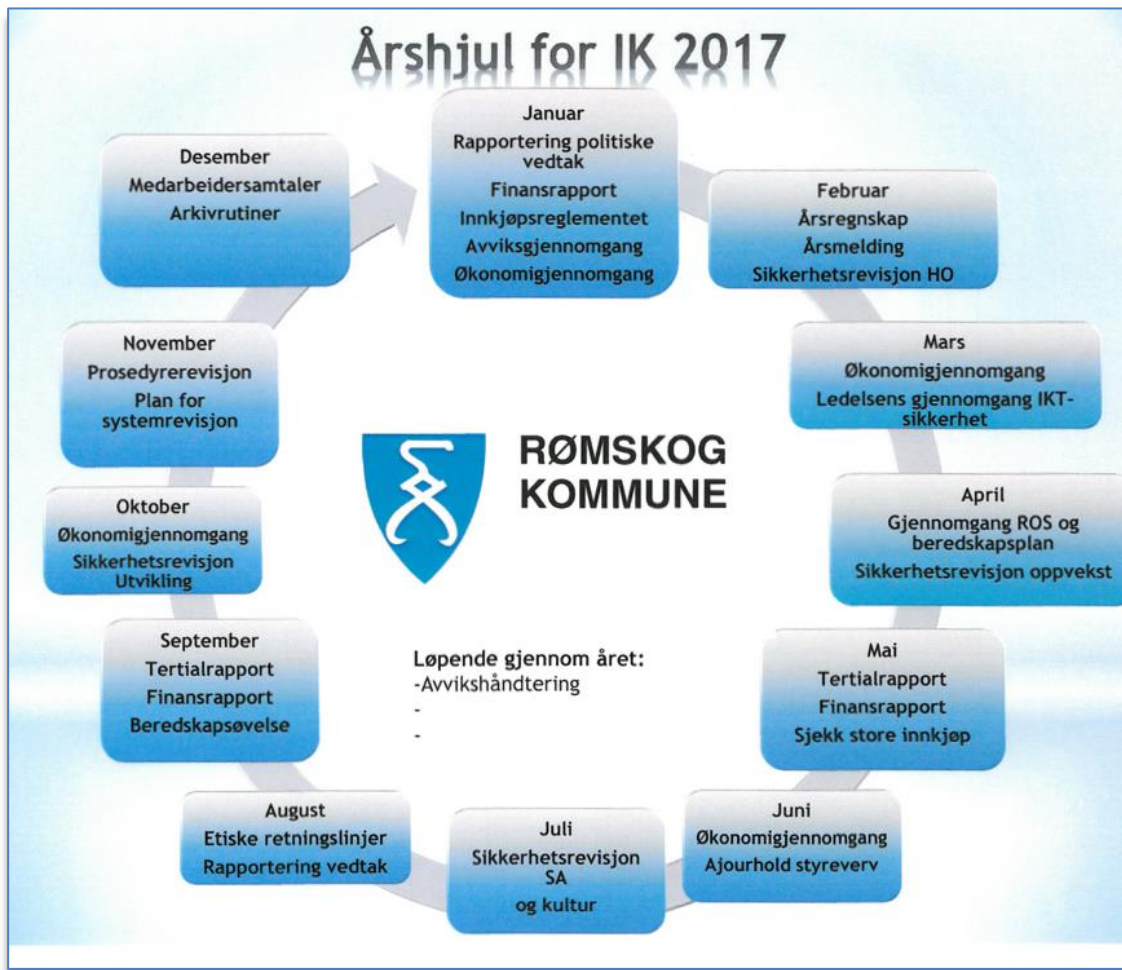 Årshjul for IK 2017
Januar
Rapportering politiske
vedtak
Finansrapport
Innkjøpsreglementet
Avviksgjennomgang
Økonomigjennomgang
Februar
Årsregnskap
Årsmelding
Sikkerhetsrevisjon HO
Mars
Økonomigjennomgang
Ledelsens gjennomgang IKT-
sikkerhet
April
Gjennomgang ROS og
beredskapsplan
Sikkerhetsrevisjon oppvekst
Mai
Tertialrapport
Finansrapport
Sjekk store innkjøp
Juni
Økonomigjennomgang
Ajourhold styreverv
Juli
Sikkerhetsrevisjon
SA
og kultur
August
Etiske retningslinjer
Rapportering vedtak
September
Tertialrapport
Finansrapport
Beredskapsøvelse
Oktober
Økonomigjennomgang
Sikkerhetsrevisjon
Utvikling
November
Prosedyrerevisjon
Plan for
systemrevisjon
Desember
Medarbeidersamtaler
Arkivrutiner
RØMSKOG
KOMMUNE
Løpende gjennom året:
-Avvikshåndtering
-
-